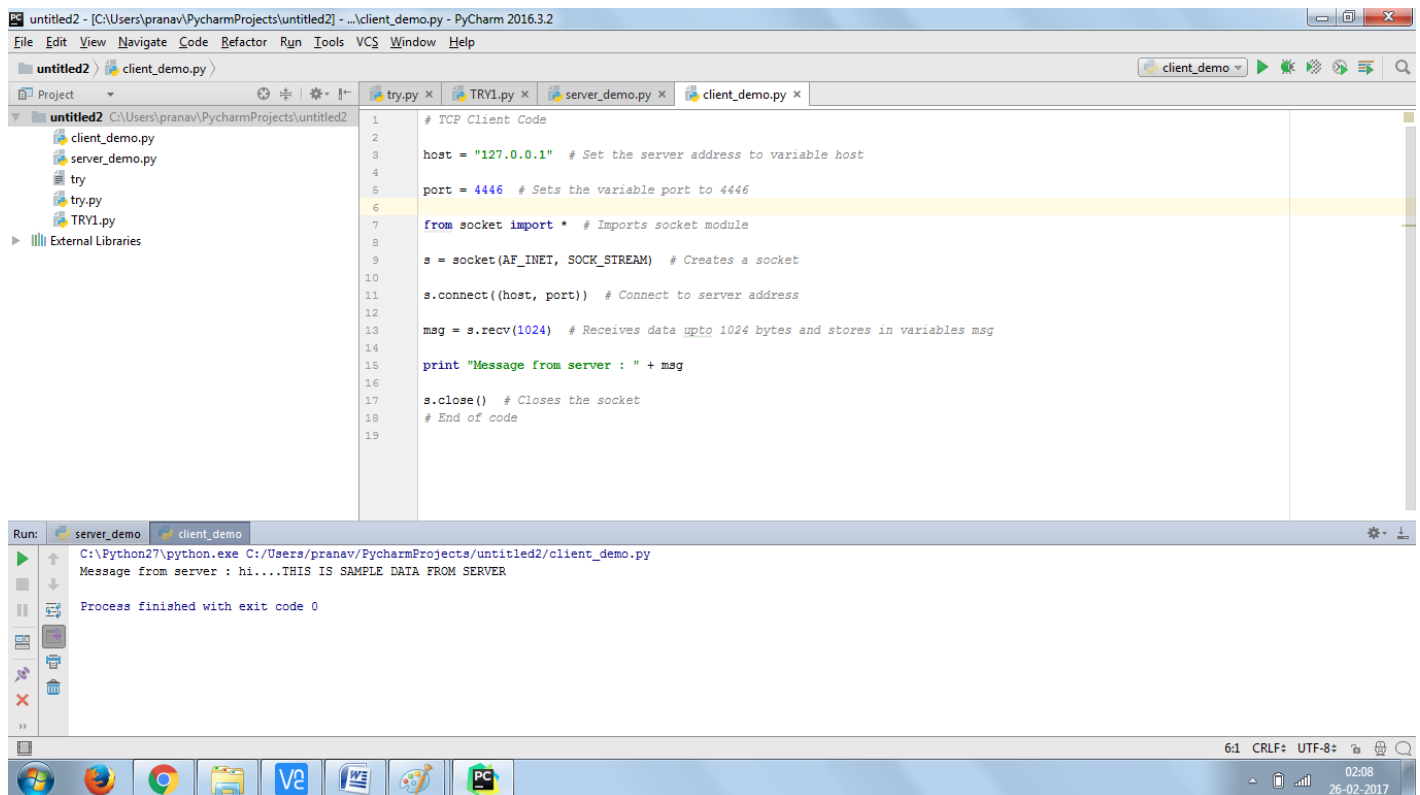 untitled2 - [C:\Users\pranav\PycharmProjects\untitled2] - ...\client_demo.py - PyCharm 2016.3.2
File Edit View Navigate Code Refactor Run Tools VCS Window Help
untitled2 client_demo.py client_demo
Project try.py TRY1.py server_demo.py client_demo.py
untitled2 C:\Users\pranav\PycharmProjects\untitled2
client_demo.py
server_demo.py
try
try.py
TRY1.py
External Libraries
1 # TCP Client Code
2
3 host = "127.0.0.1" # Set the server address to variable host
4
5 port = 4446 # Sets the variable port to 4446
6
7 from socket import * # Imports socket module
8
9 s = socket(AF_INET, SOCK_STREAM) # Creates a socket
10
11 s.connect((host, port)) # Connect to server address
12
13 msg = s.recv(1024) # Receives data upto 1024 bytes and stores in variables msg
14
15 print "Message from server : " + msg
16
17 s.close() # Closes the socket
18 # End of code
19
Run: server_demo client_demo
C:\Python27\python.exe C:/Users/pranav/PycharmProjects/untitled2/client_demo.py
Message from server : hi....THIS IS SAMPLE DATA FROM SERVER
Process finished with exit code 0
6:1 CRLF UTF-8
02:08
26-02-2017